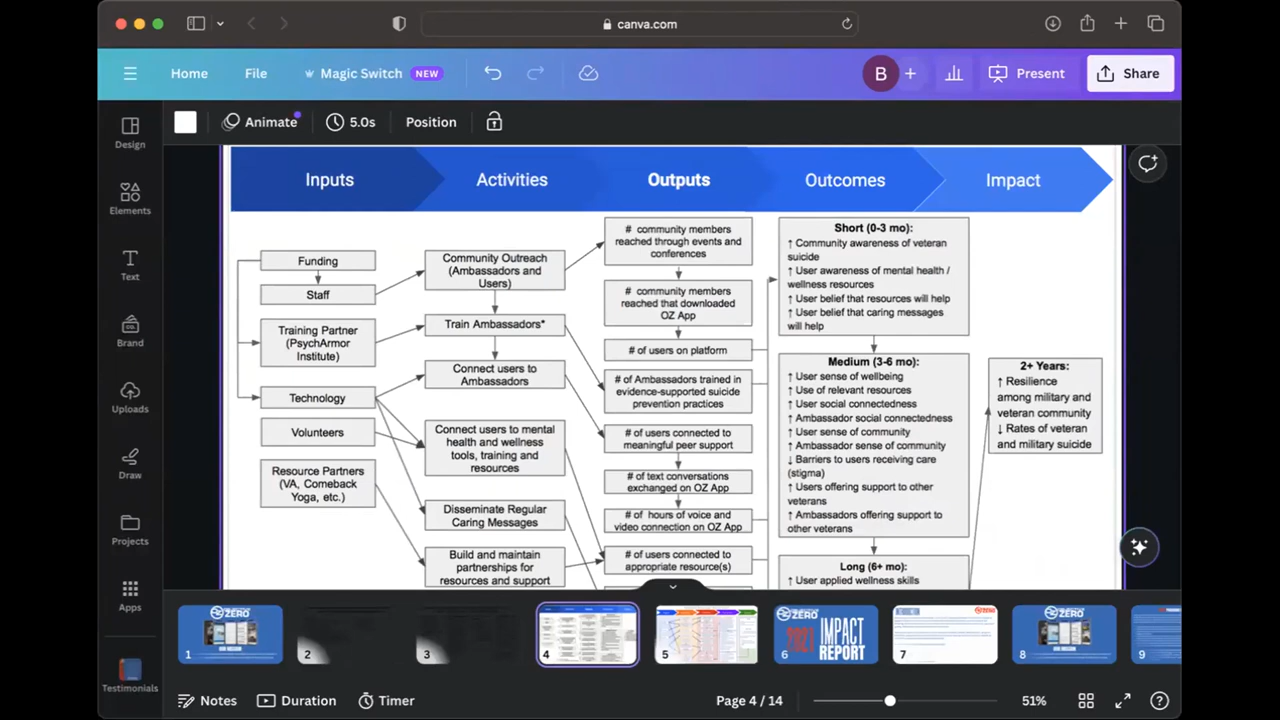 canva.com
Home
File
Magic Switch
NEW
B
Present
Share
Animate
5.0s
Position
Design
Elements
Text
Brand
Uploads
Draw
Projects
Apps
Testimonials
Inputs
Activities
Outputs
Outcomes
Impact
Funding
Staff
Training Partner
(PsychArmor
Institute)
Technology
Volunteers
Resource Partners
(VA, Comeback
Yoga, etc.)
Community Outreach
(Ambassadors and
Users)
Train Ambassadors*
Connect users to
Ambassadors
Connect users to mental
health and wellness
tools, training and
resources
Disseminate Regular
Caring Messages
Build and maintain
partnerships for
resources and support
# community members
reached through events and
conferences
# community members
reached that downloaded
OZ App
# of users on platform
# of Ambassadors trained in
evidence-supported suicide
prevention practices
# of users connected to
meaningful peer support
# of text conversations
exchanged on OZ App
# of hours of voice and
video connection on OZ App
# of users connected to
appropriate resource(s)
Short (0-3 mo):
↑ Community awareness of veteran
suicide
↑ User awareness of mental health /
wellness resources
↑ User belief that resources will help
↑ User belief that caring messages
will help
Medium (3-6 mo):
↑ User sense of wellbeing
↑ Use of relevant resources
↑ User social connectedness
↑ Ambassador social connectedness
↑ User sense of community
↑ Ambassador sense of community
↓ Barriers to users receiving care
(stigma)
↑ Users offering support to other
veterans
↑ Ambassadors offering support to
other veterans
Long (6+ mo):
↑ User applied wellness skills
2+ Years:
↑ Resilience
among military and
veteran community
↓ Rates of veteran
and military suicide
ZERO
1
2
3
4
5
ZERO
2021
IMPACT
REPORT
6
7
ZERO
8
9
Notes
Duration
Timer
Page 4 / 14
51%